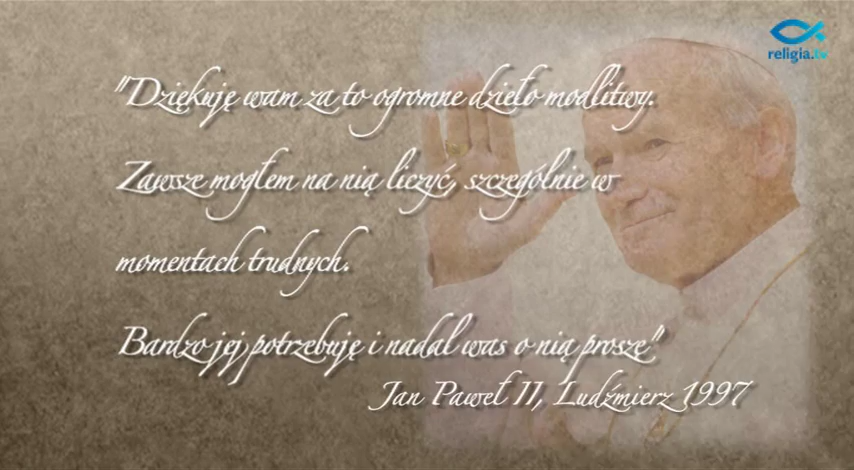 religia.tv
"Dziękuję wam za to ogromne dzieło modlitwy.
Zawsze mogłem na nią liczyć, szczególnie w
momentach trudnych.
Bardzo jej potrzebuję i nadal was o nią proszę"
Jan Paweł II, Ludźmierz 1997